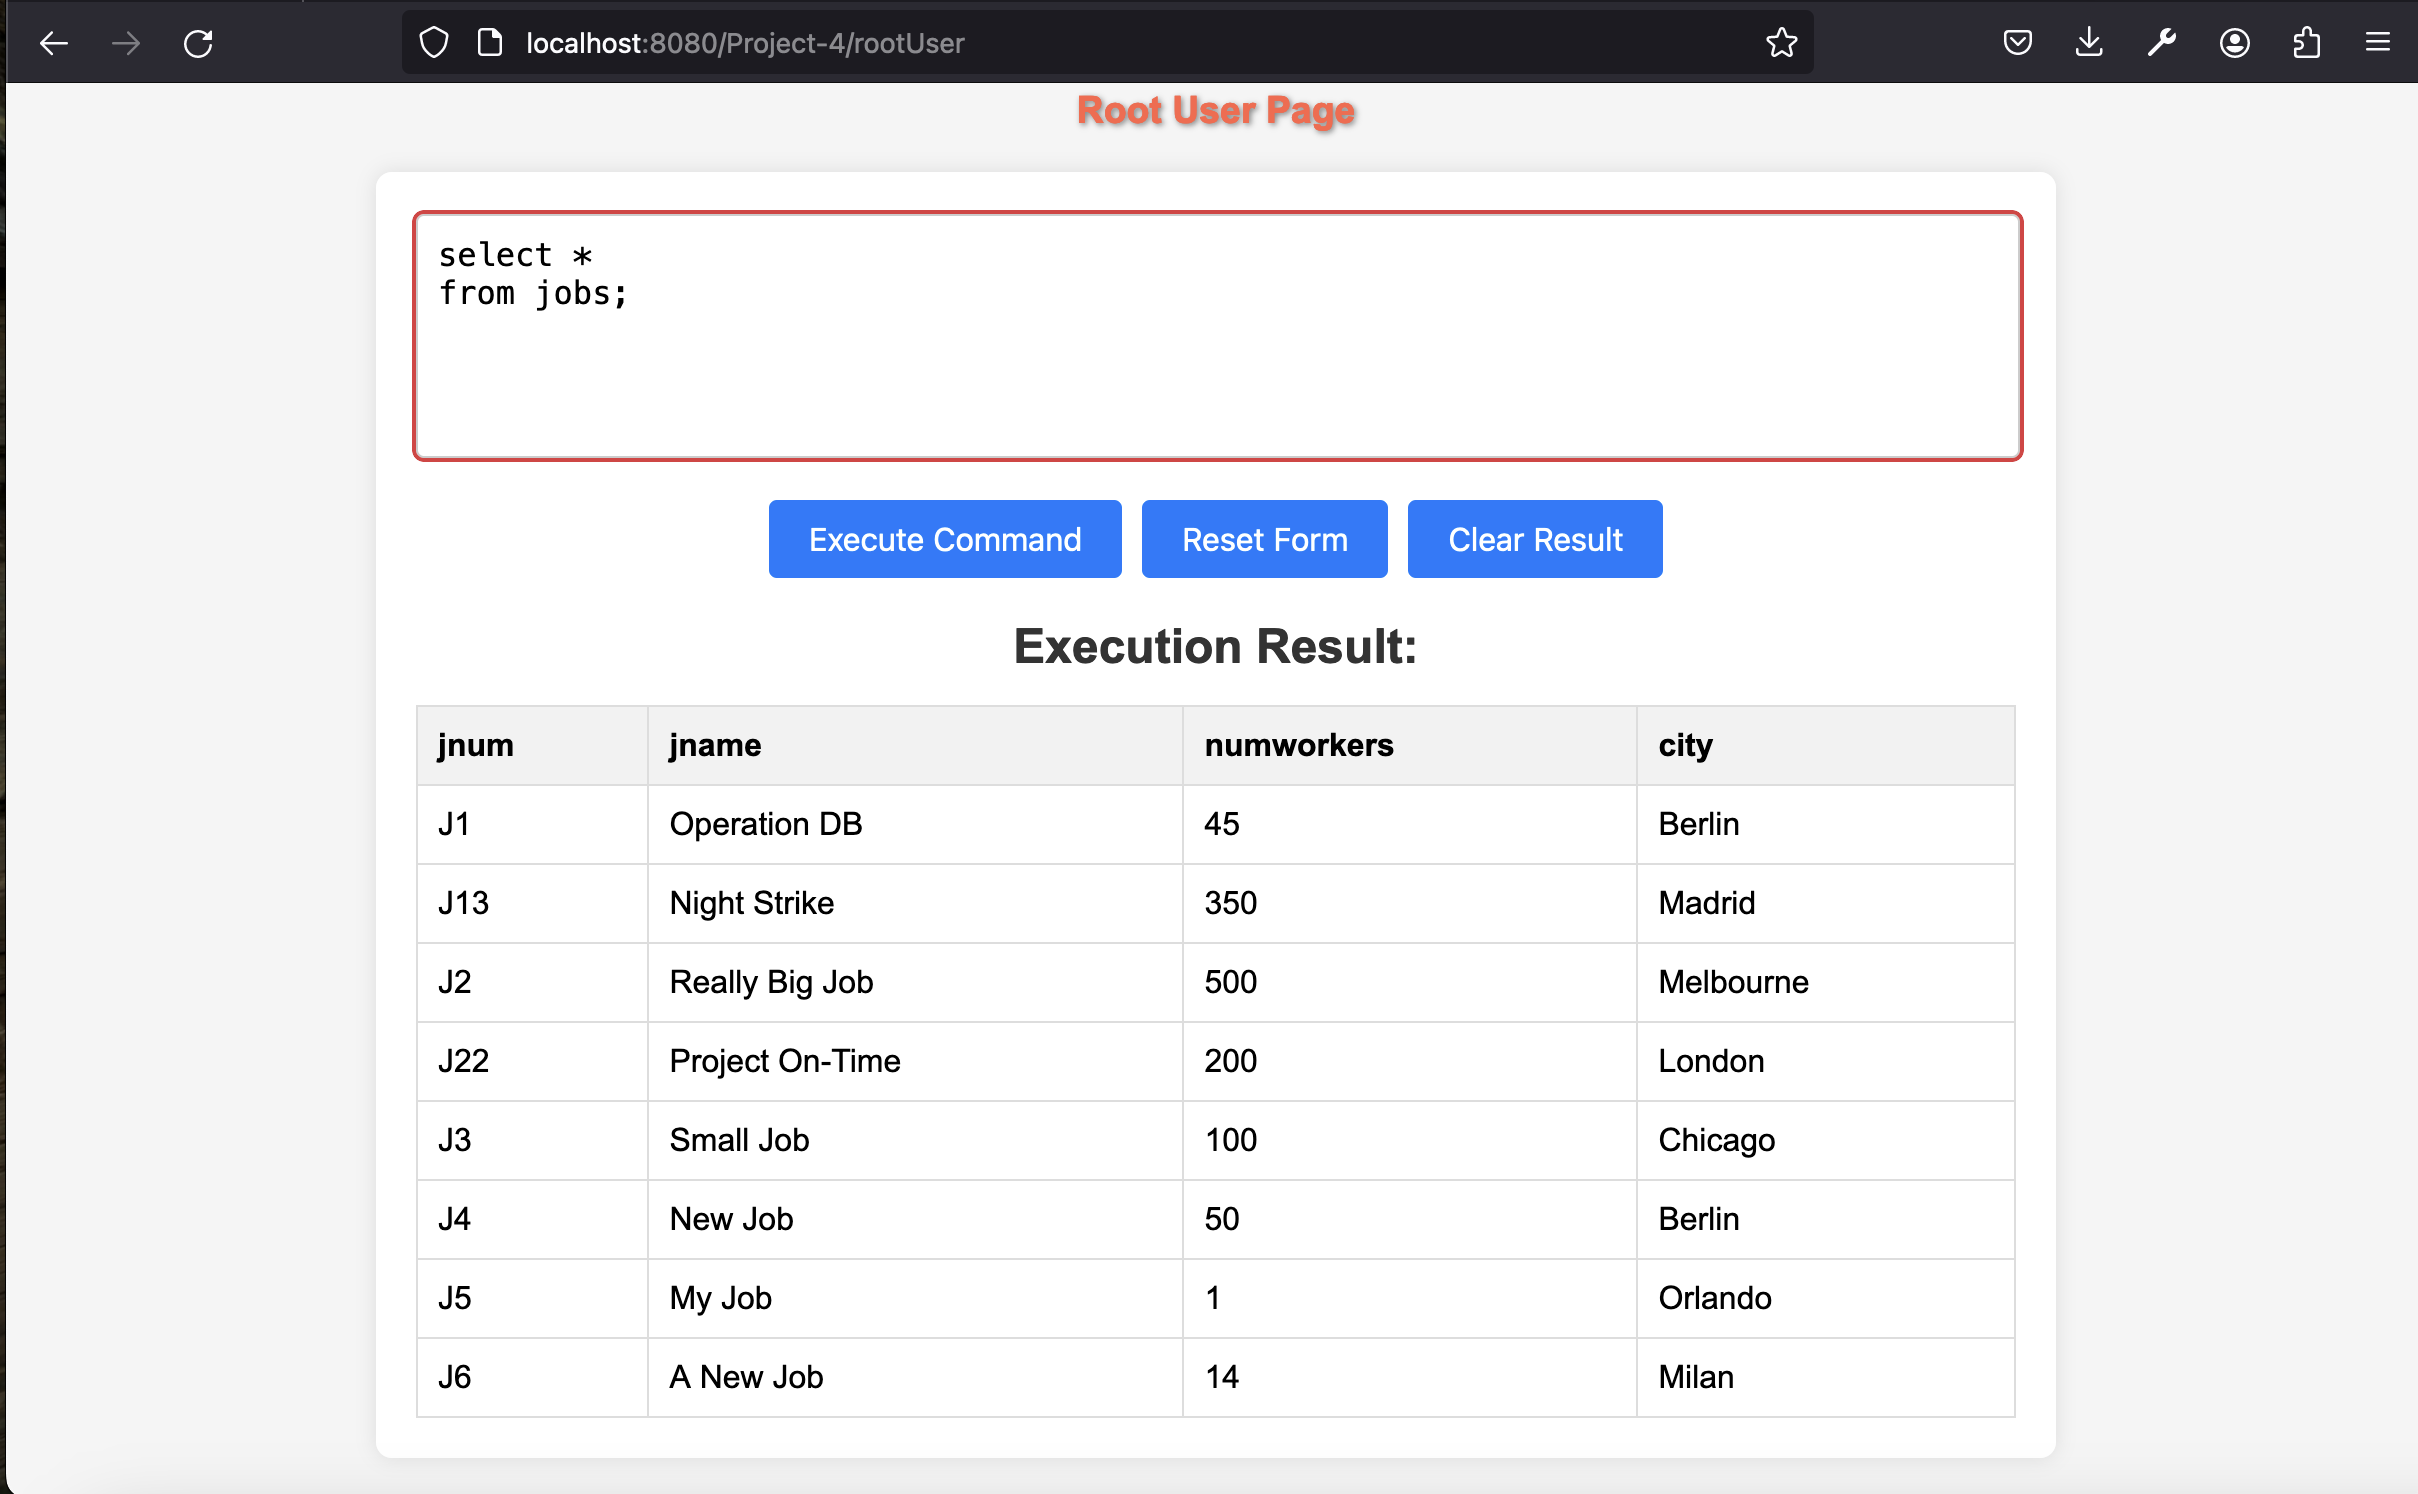 localhost:8080/Project-4/rootUser
Root User Page
select *
from jobs;
Execute Command Reset Form Clear Result
Execution Result:
jnum jname numworkers city
J1 Operation DB 45 Berlin
J13 Night Strike 350 Madrid
J2 Really Big Job 500 Melbourne
J22 Project On-Time 200 London
J3 Small Job 100 Chicago
J4 New Job 50 Berlin
J5 My Job 1 Orlando
J6 A New Job 14 Milan